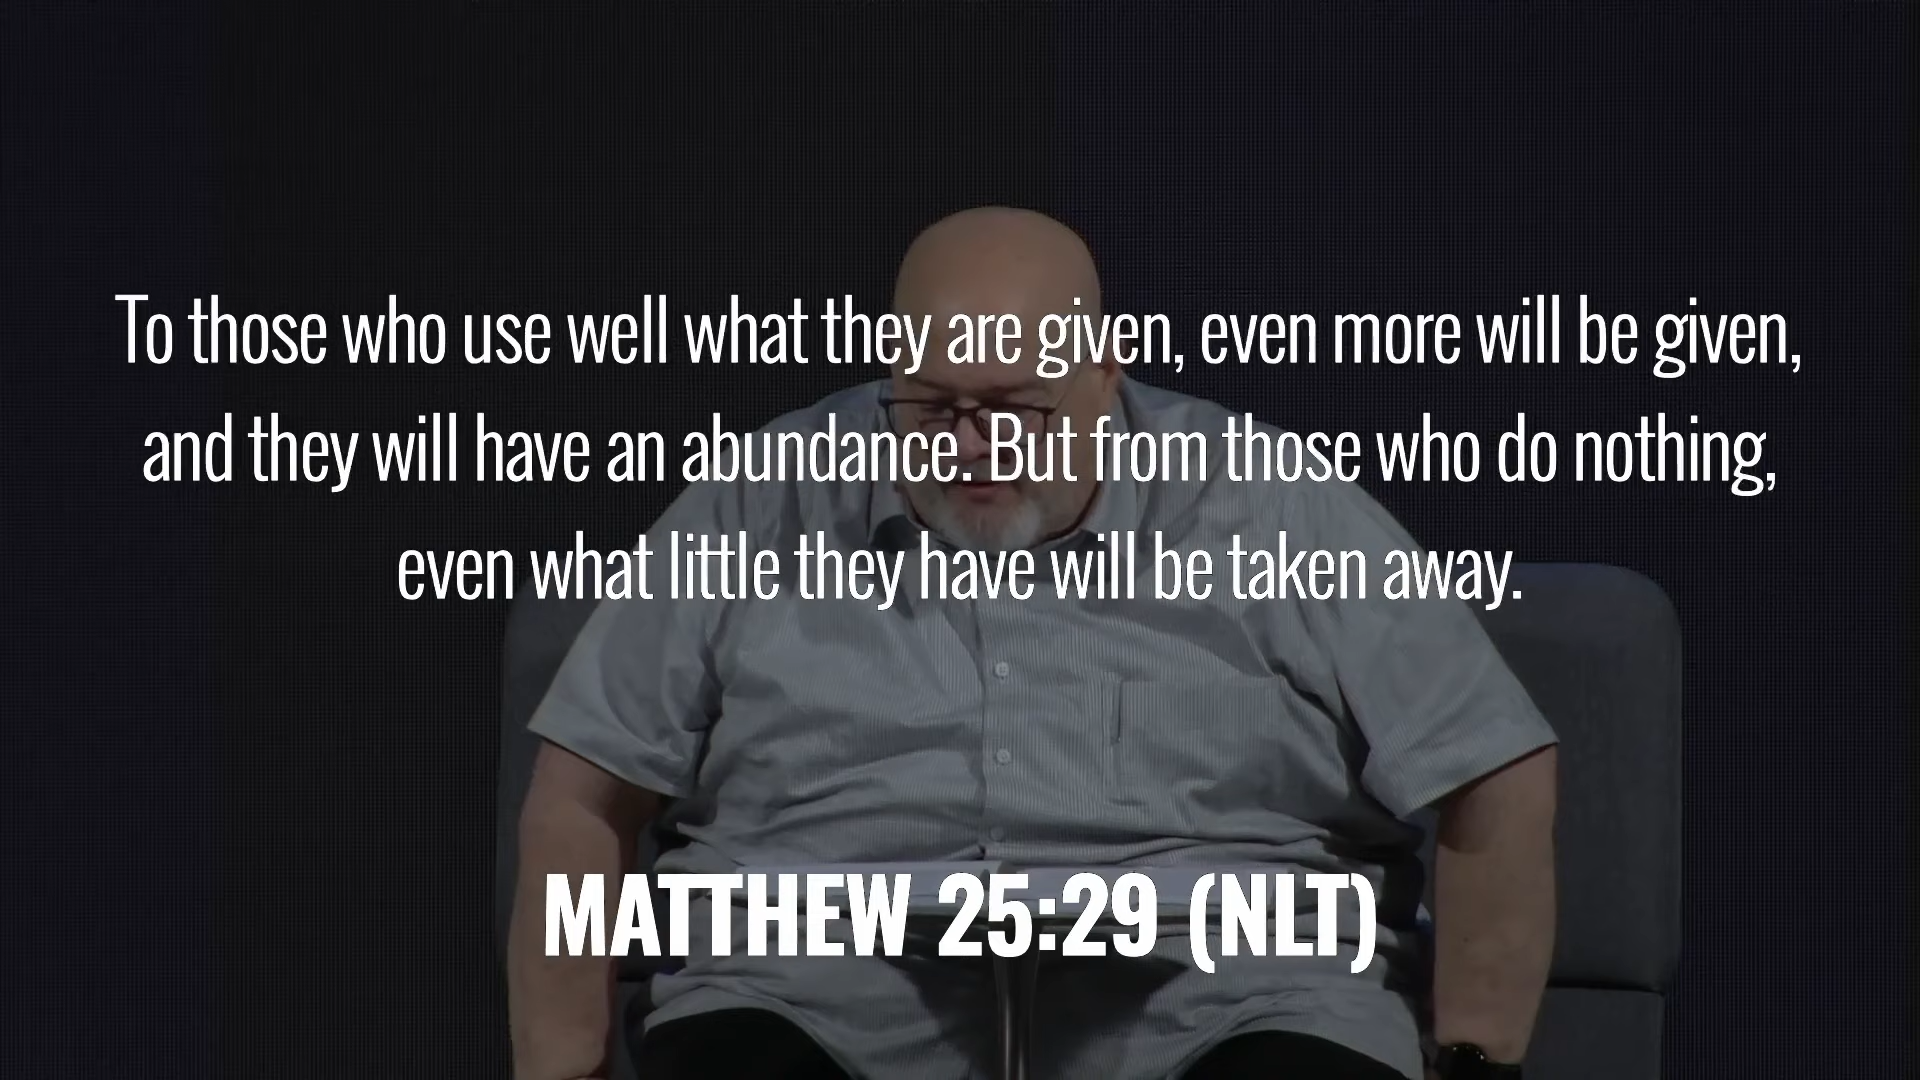 To those who use well what they are given, even more will be given,
and they will have an abundance. But from those who do nothing,
even what little they have will be taken away.
MATTHEW 25:29 (NLT)